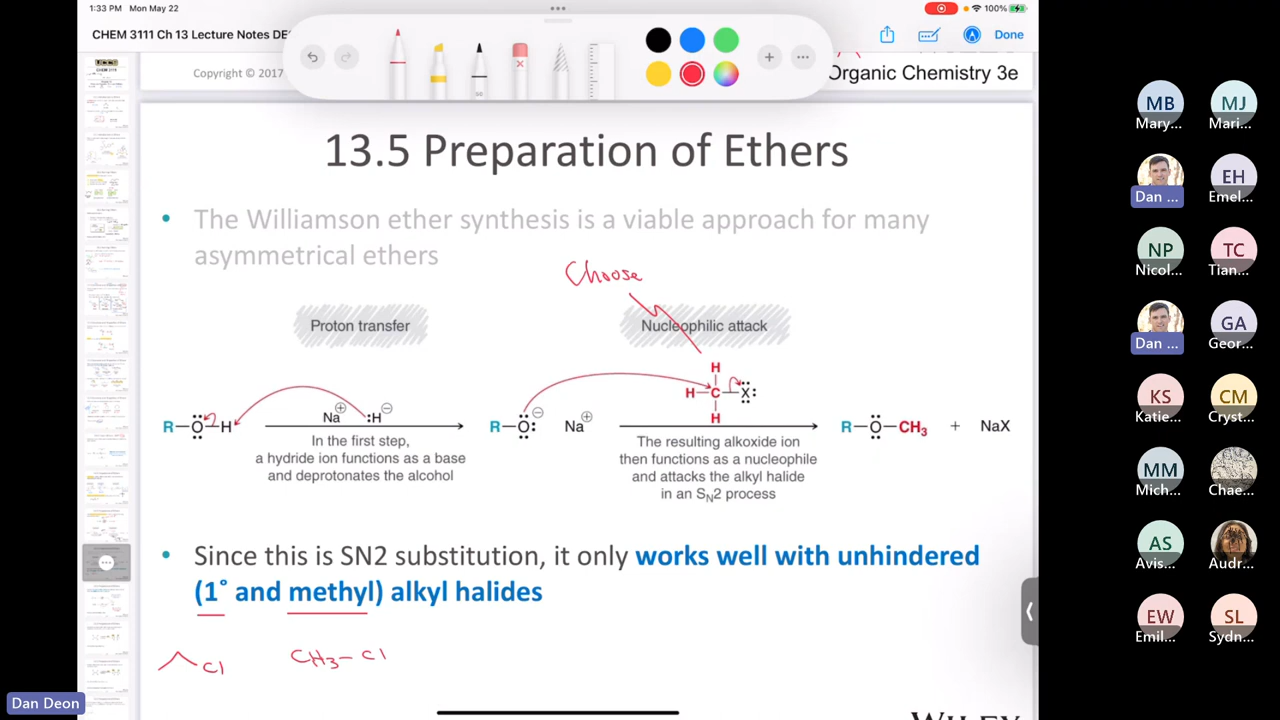 1:33 PM Mon May 22
100%
CHEM 3111 Ch 13 Lecture Notes DE
Done
Copyright © 2017
Organic Chemistry 3e
13.5 Preparation of Ethers
• The Williamson ether synthesis is a viable approach for many
asymmetrical ethers
Choose
Proton transfer
Nucleophilic attack
H
H–C–X:
H
R–O–H
Na⊕ :H⊖
R–O:⊖ Na⊕
R–O–CH3 + NaX
In the first step,
a hydride ion functions as a base
and deprotonates the alcohol
The resulting alkoxide ion
then functions as a nucleophile
and attacks the alkyl halide
in an SN2 process
• Since this is SN2 substitution, it only works well with unhindered
(1° and methyl) alkyl halides
Cl
CH3–Cl
WILEY
Dan Deon
MB
Mary...
MJ
Mari...
Dan ...
EH
Emel...
NP
Nicol...
TC
Tian...
Dan ...
GA
Geor...
KS
Katie...
CM
Cryst...
MM
Mich...
Chae...
AS
Avis...
Audr...
EW
Emil...
SL
Sydn...